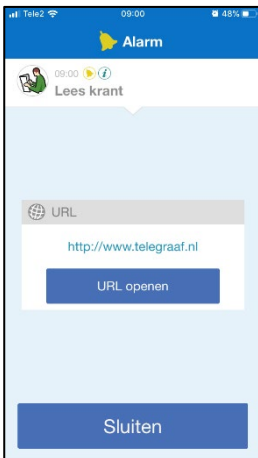 Tele2 09:00 48%
Alarm
09:00
Lees krant
URL
http://www.telegraaf.nl
URL openen
Sluiten